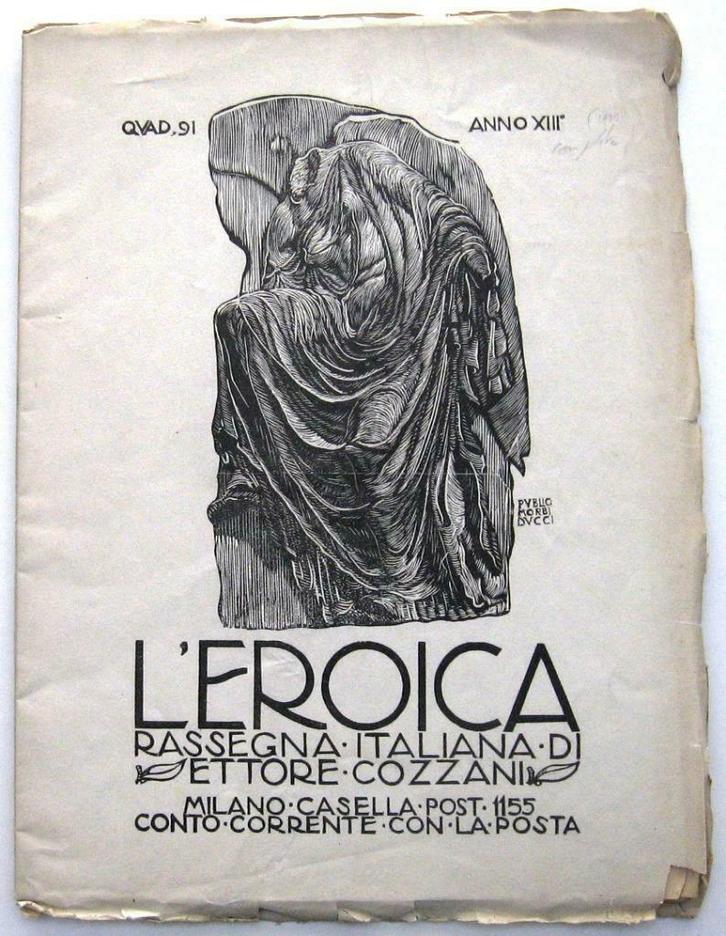 QVAD. 91
ANNO XIII°
PVBLIO
MORBI
DVCCI
L'EROICA
RASSEGNA·ITALIANA·DI
ETTORE·COZZANI
MILANO·CASELLA·POST·1155
CONTO·CORRENTE·CON·LA·POSTA